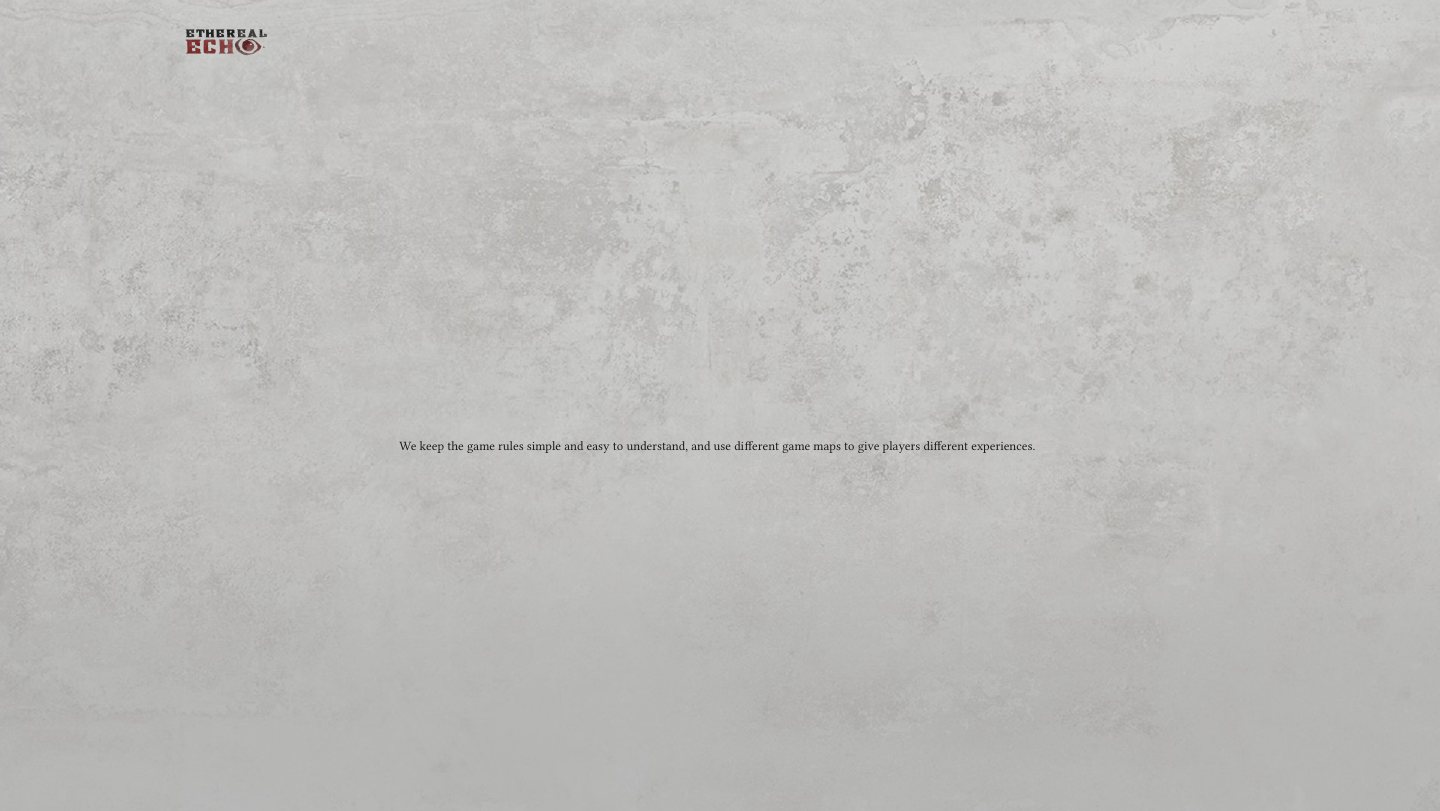 ETHEREAL
ECHO
We keep the game rules simple and easy to understand, and use different game maps to give players different experiences.